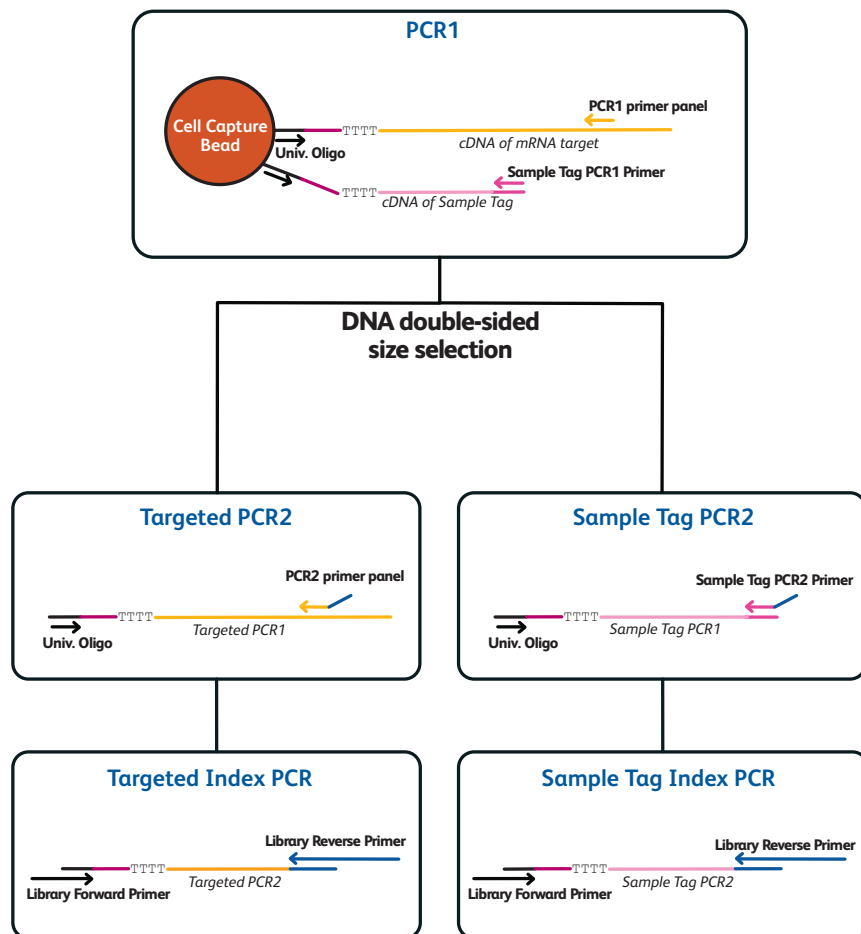 PCR1
PCR1 primer panel
Cell Capture
Bead
TTTT
Univ. Oligo
cDNA of mRNA target
Sample Tag PCR1 Primer
TTTT
cDNA of Sample Tag
DNA double-sided
size selection
Targeted PCR2
PCR2 primer panel
TTTT
Univ. Oligo
Targeted PCR1
Sample Tag PCR2
Sample Tag PCR2 Primer
TTTT
Univ. Oligo
Sample Tag PCR1
Targeted Index PCR
Library Reverse Primer
TTTT
Library Forward Primer
Targeted PCR2
Sample Tag Index PCR
Library Reverse Primer
TTTT
Library Forward Primer
Sample Tag PCR2